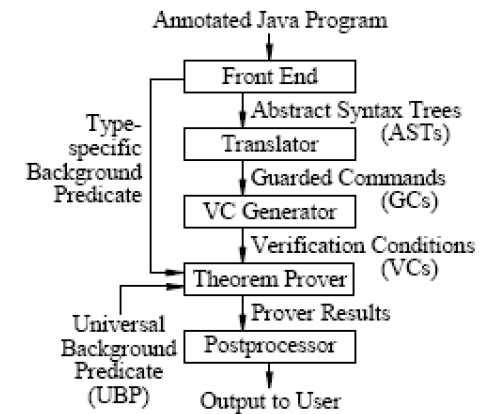 Annotated Java Program
Front End
Abstract Syntax Trees
(ASTs)
Type-
specific
Background
Predicate
Translator
Guarded Commands
(GCs)
VC Generator
Verification Conditions
(VCs)
Theorem Prover
Universal
Background
Predicate
(UBP)
Prover Results
Postprocessor
Output to User